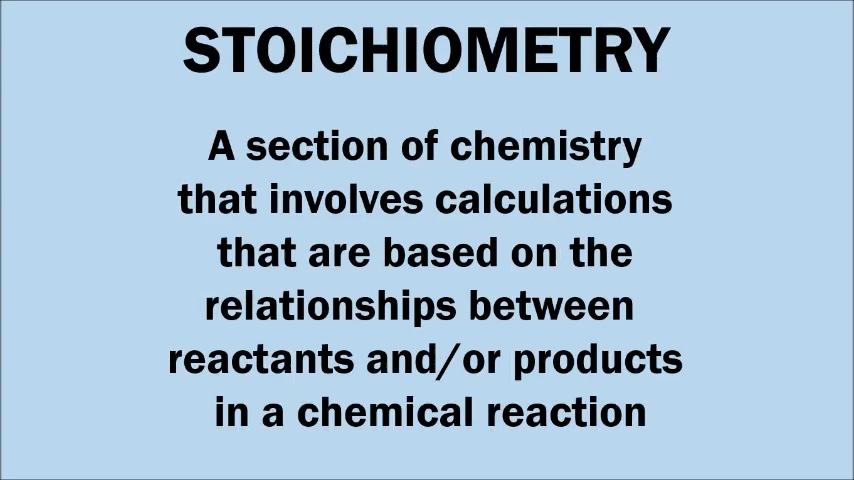 STOICHIOMETRY
A section of chemistry
that involves calculations
that are based on the
relationships between
reactants and/or products
in a chemical reaction